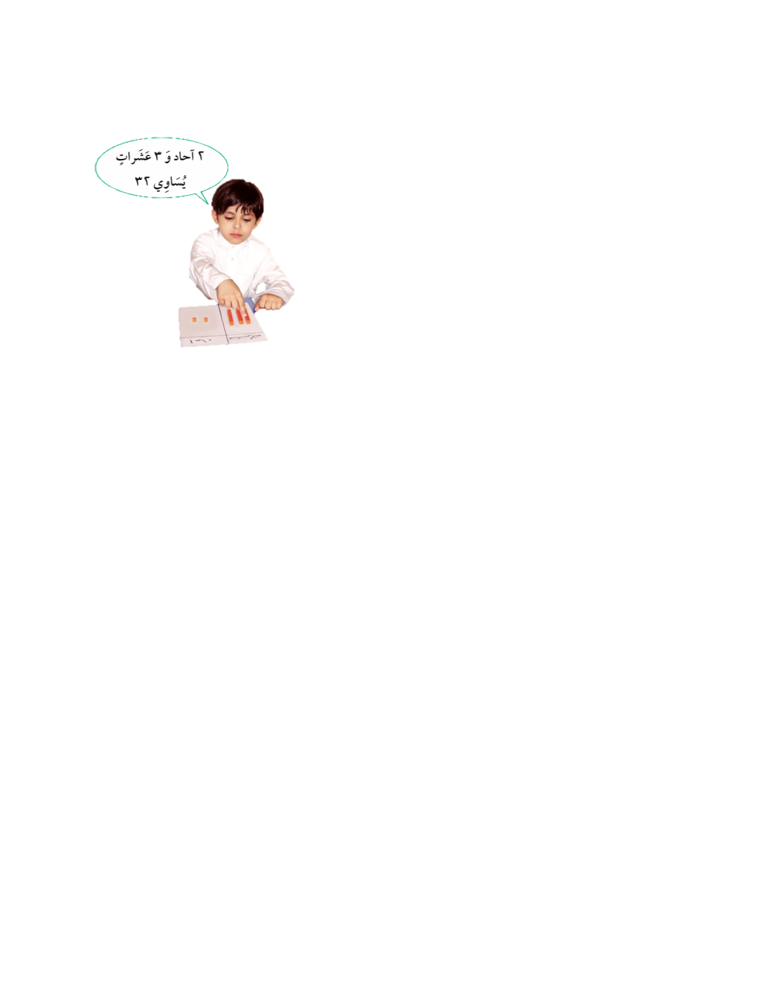 ٢ آحاد وَ ٣ عَشَراتٍ
يُسَاوِي ٣٢